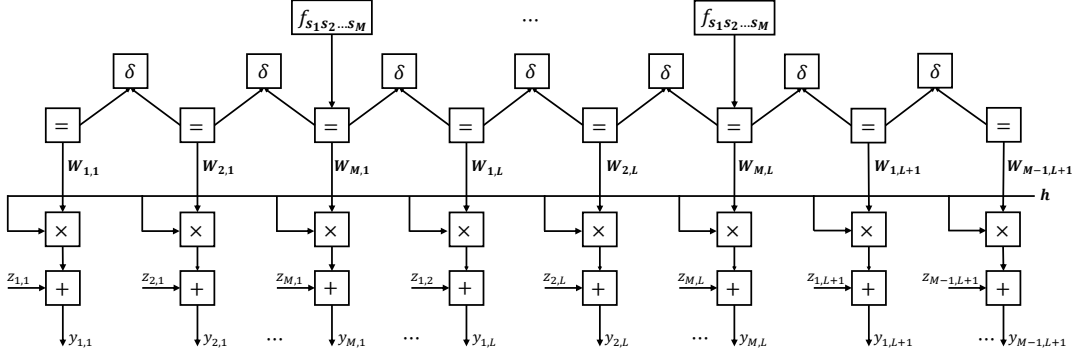 f_{s_1 s_2 … s_M} … f_{s_1 s_2 … s_M}
δ δ δ δ δ δ δ
= = = = = = = =
W_{1,1} W_{2,1} W_{M,1} W_{1,L} W_{2,L} W_{M,L} W_{1,L+1} W_{M−1,L+1}
h
× × × × × × × ×
z_{1,1} z_{2,1} z_{M,1} z_{1,2} z_{2,L} z_{M,L} z_{1,L+1} z_{M−1,L+1}
+ + + + + + + +
y_{1,1} y_{2,1} … y_{M,1} … y_{1,L} y_{2,L} … y_{M,L} y_{1,L+1} … y_{M−1,L+1}